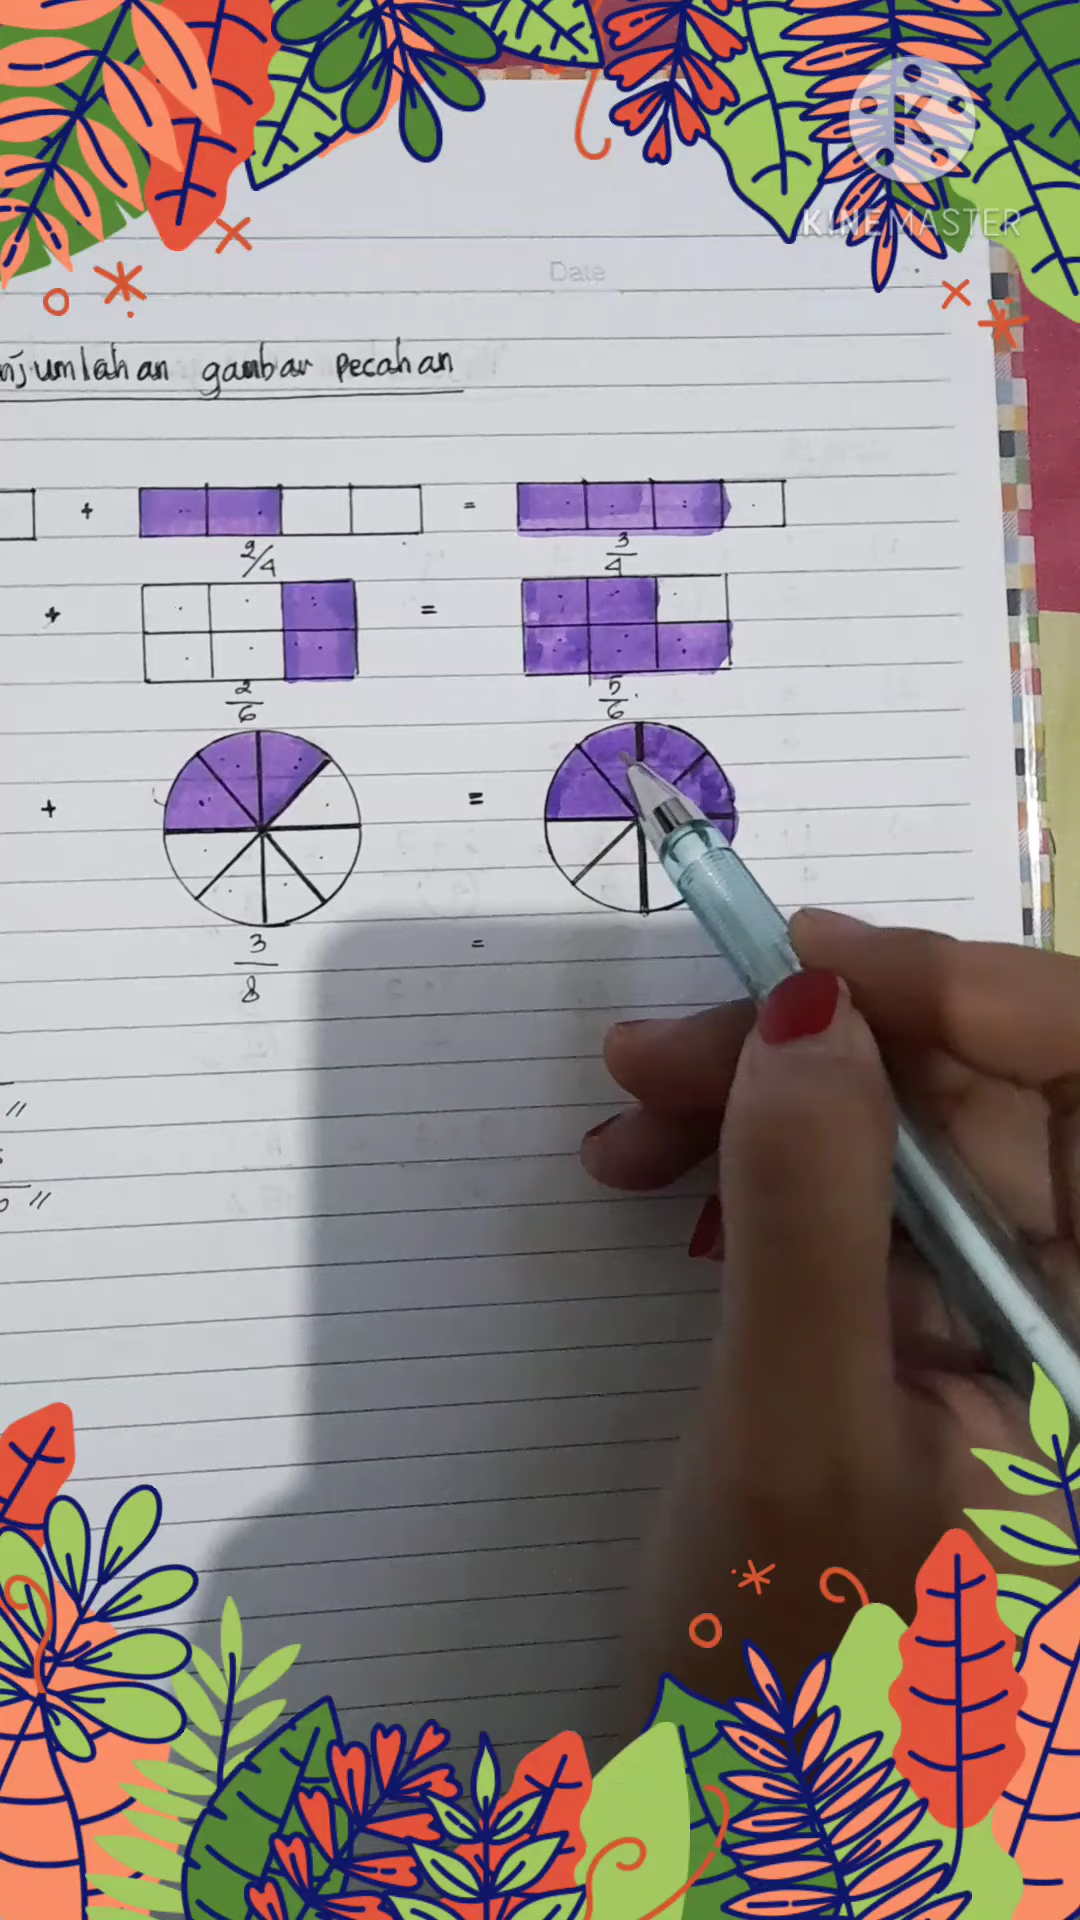 KINEMASTER
Date
njumlahan gambar pecahan
+ =
2/4 3/4
+ =
2/6 5/6
+ =
3/8 =
//
//